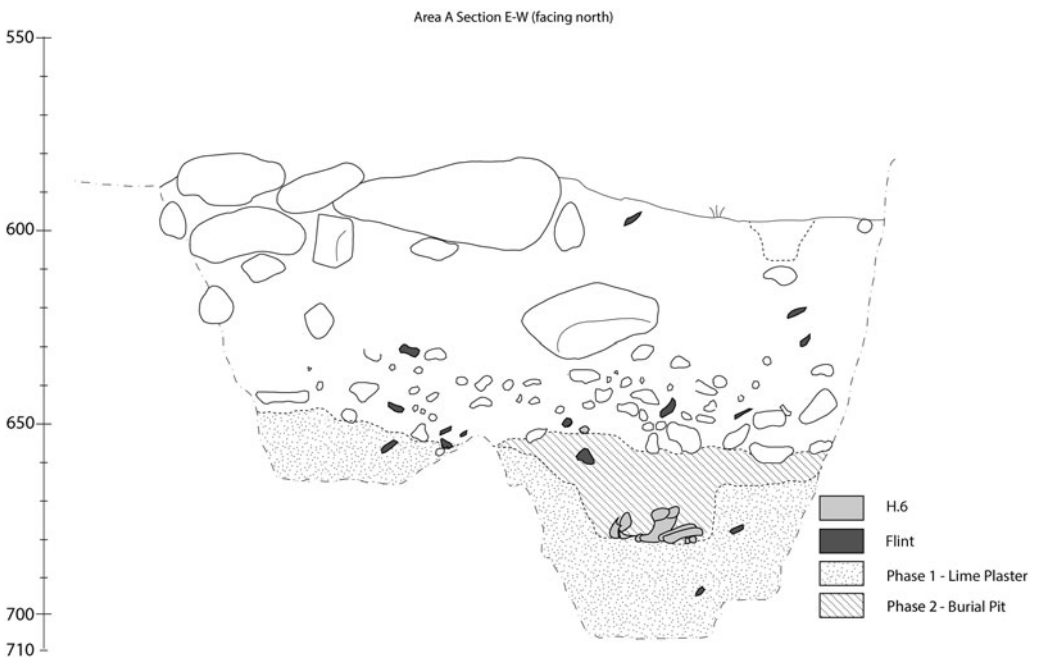 Area A Section E-W (facing north)
550
600
650
700
710
H.6
Flint
Phase 1 - Lime Plaster
Phase 2 - Burial Pit